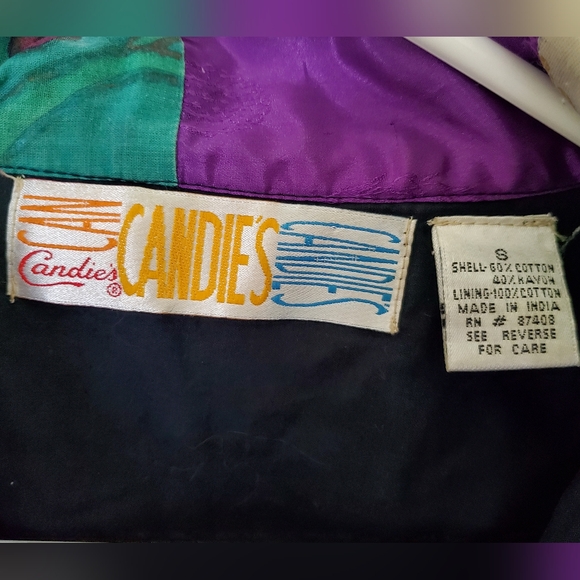 CAN
Candie's®
CANDIE'S
CANDIE'S
S
SHELL-60% COTTON
40% RAYON
LINING-100% COTTON
MADE IN INDIA
RN # 87408
SEE REVERSE
FOR CARE